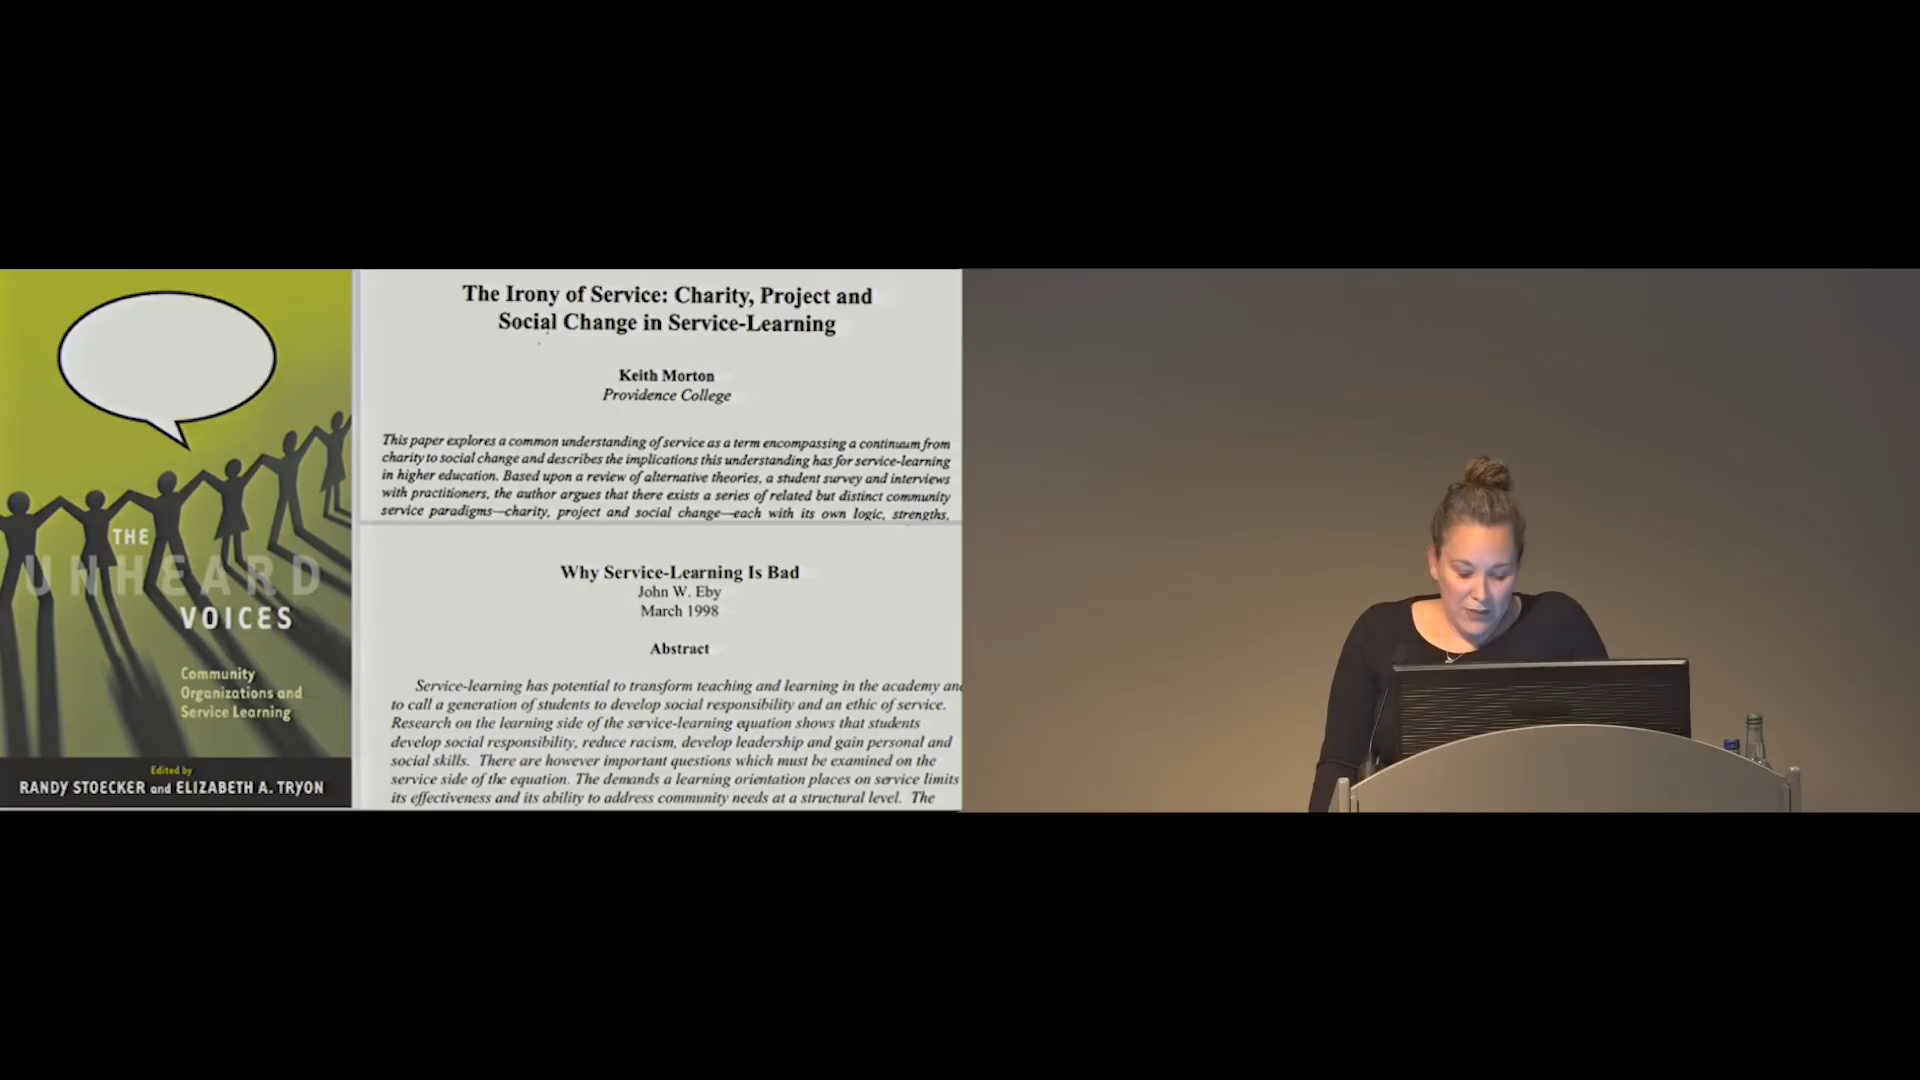 THE
UNHEARD
VOICES
Community
Organizations and
Service Learning
Edited by
RANDY STOECKER and ELIZABETH A. TRYON
The Irony of Service: Charity, Project and
Social Change in Service-Learning
Keith Morton
Providence College
This paper explores a common understanding of service as a term encompassing a continuum from
charity to social change and describes the implications this understanding has for service-learning
in higher education. Based upon a review of alternative theories, a student survey and interviews
with practitioners, the author argues that there exists a series of related but distinct community
service paradigms—charity, project and social change—each with its own logic, strengths,
Why Service-Learning Is Bad
John W. Eby
March 1998
Abstract
Service-learning has potential to transform teaching and learning in the academy and
to call a generation of students to develop social responsibility and an ethic of service.
Research on the learning side of the service-learning equation shows that students
develop social responsibility, reduce racism, develop leadership and gain personal and
social skills. There are however important questions which must be examined on the
service side of the equation. The demands a learning orientation places on service limits
its effectiveness and its ability to address community needs at a structural level. The